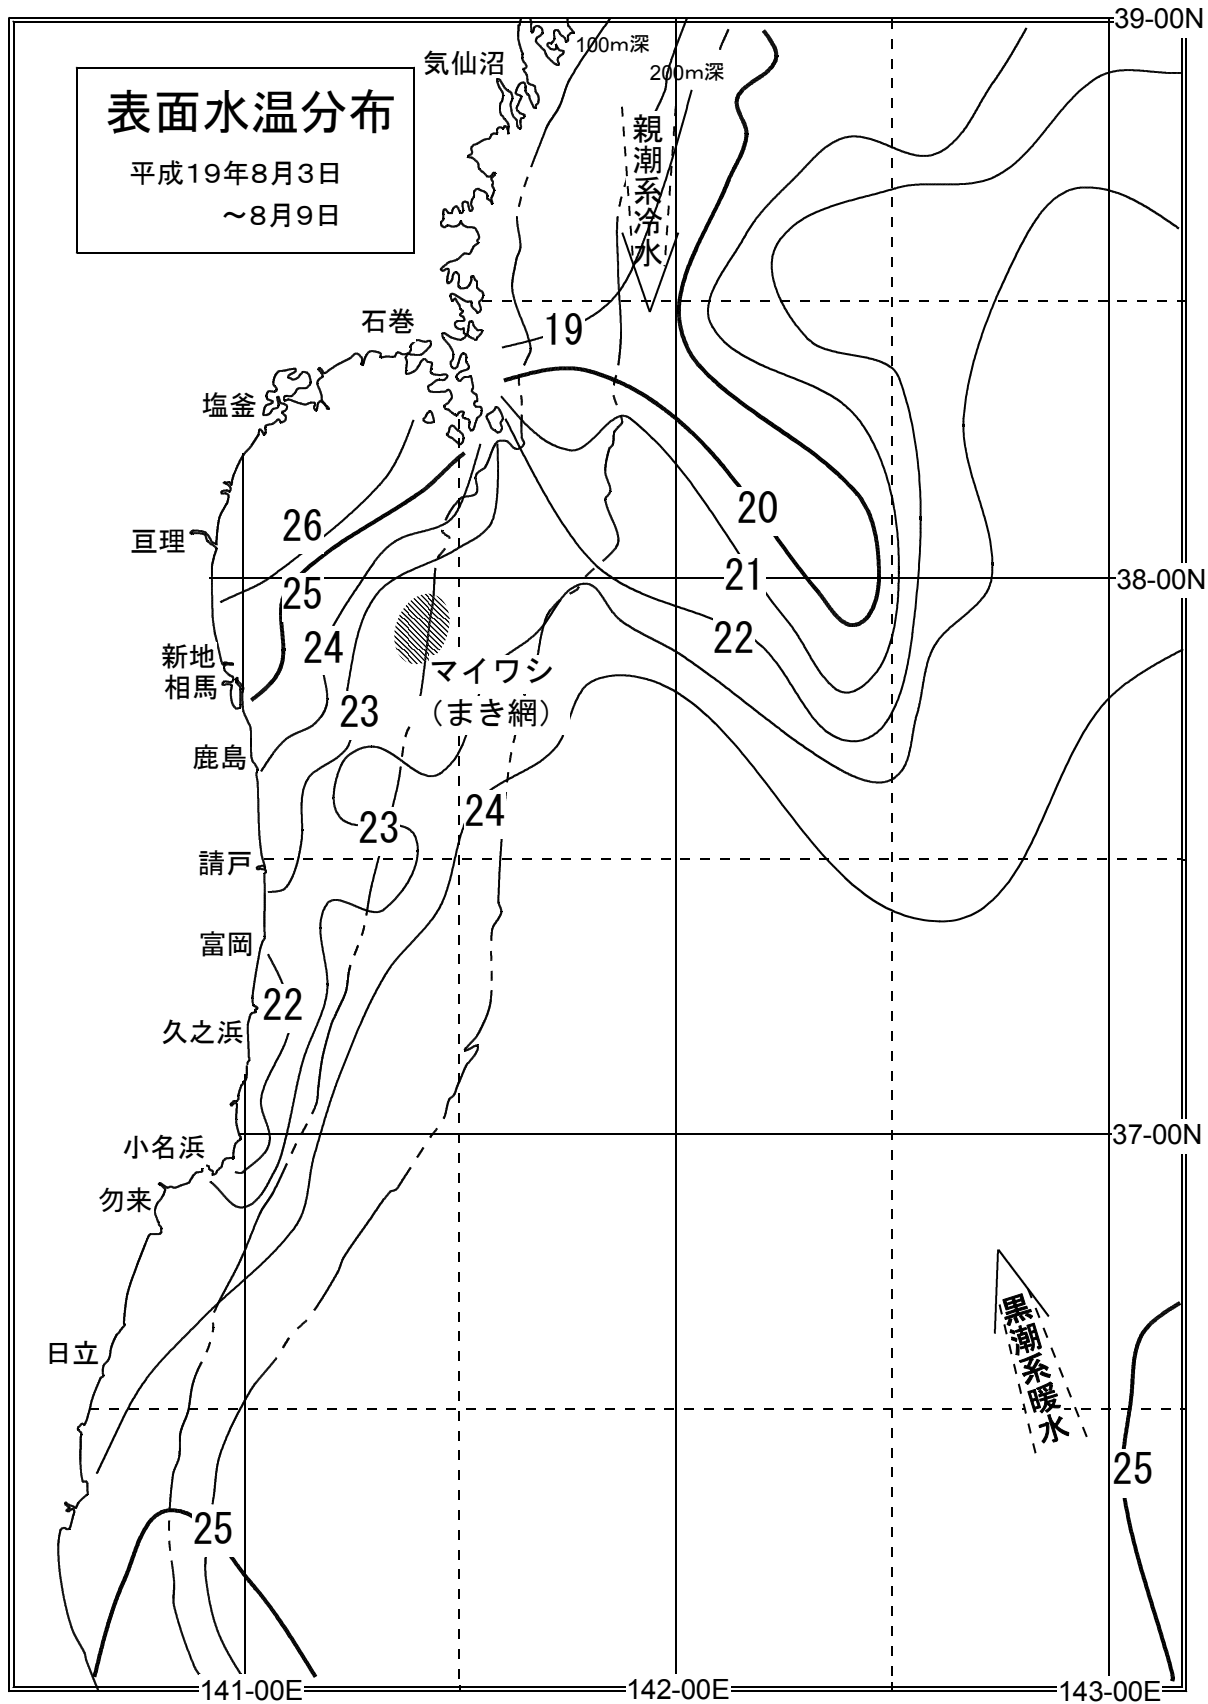 39-00N
100m深
気仙沼
200m深
表面水温分布
平成19年8月3日
～8月9日
親潮系冷水
石巻
19
塩釜
20
26
亘理
21
38-00N
25
22
24
新地
相馬
マイワシ
(まき網)
23
鹿島
24
23
請戸
富岡
22
久之浜
37-00N
小名浜
勿来
黒潮系暖水
日立
25
25
141-00E
142-00E
143-00E